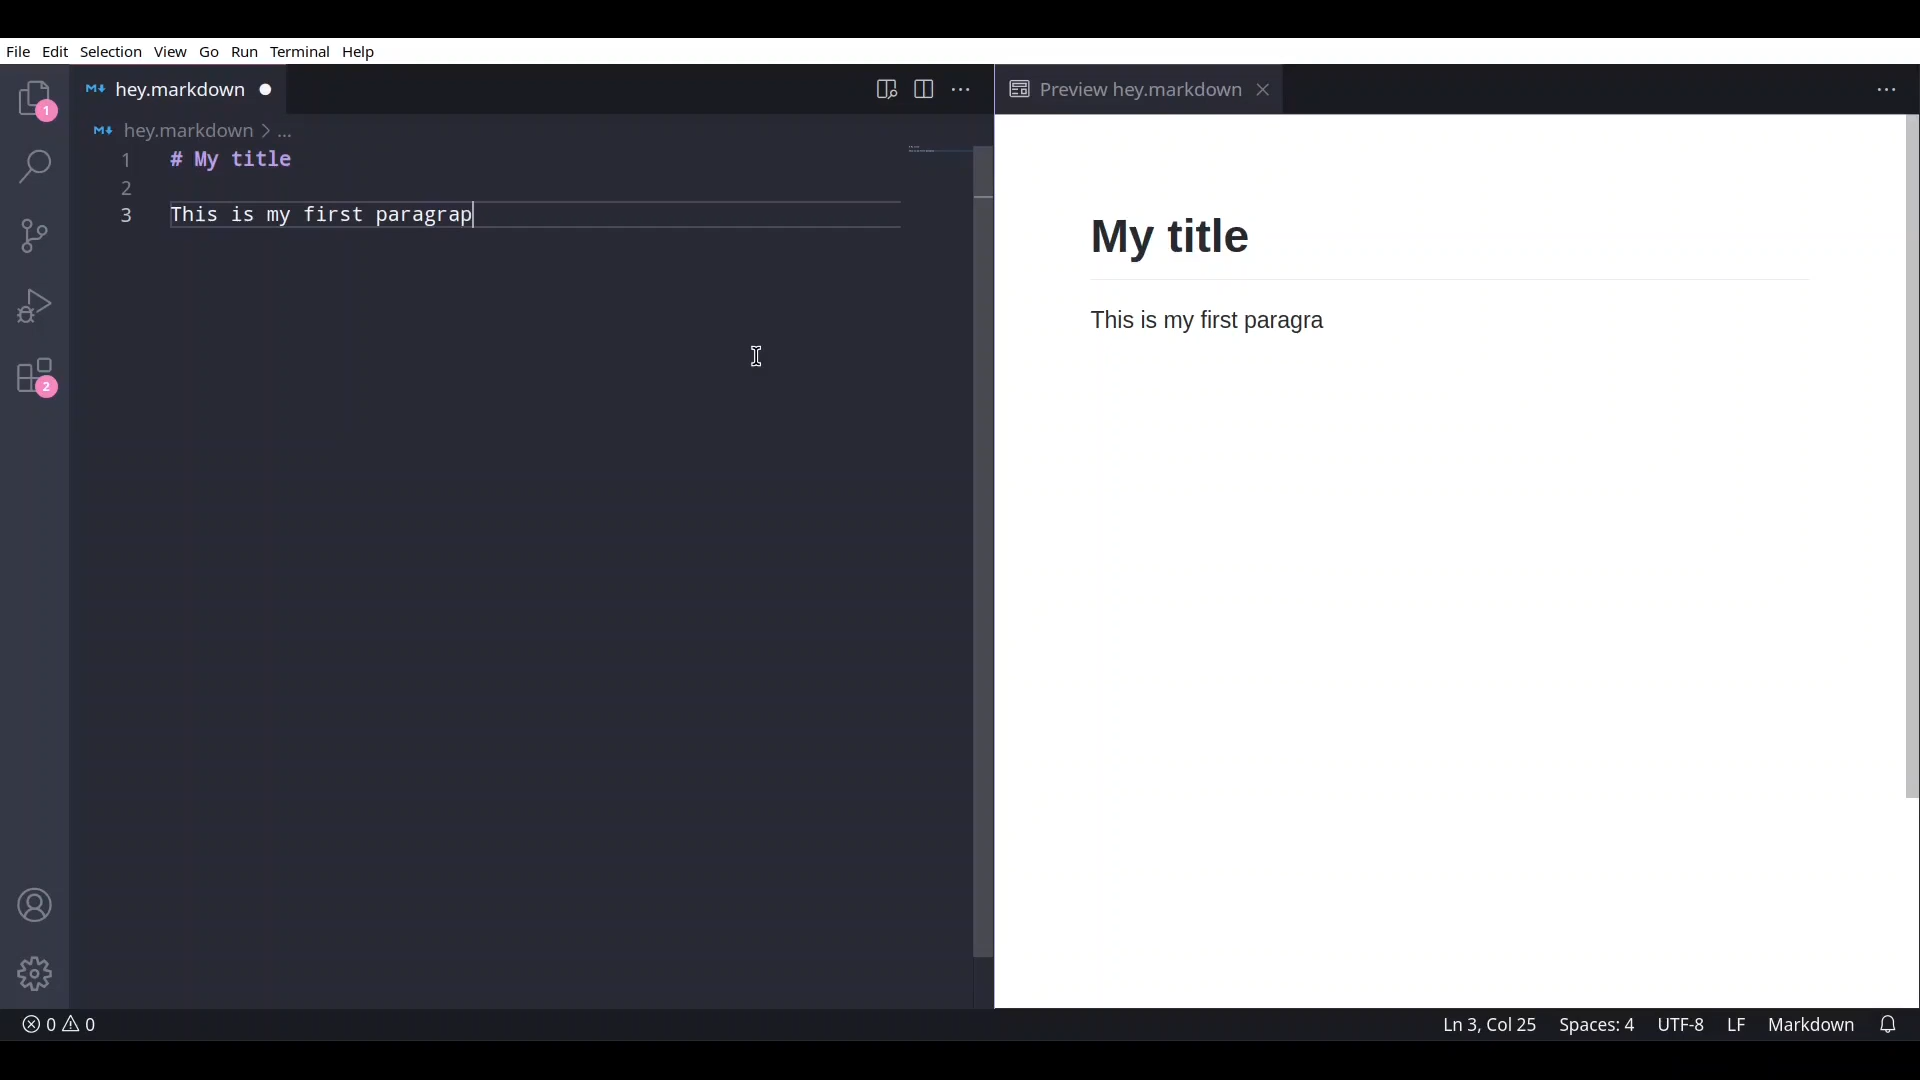 File Edit Selection View Go Run Terminal Help
hey.markdown
Preview hey.markdown
hey.markdown > ...
1 # My title
2
3 This is my first paragrap
My title
This is my first paragra
1
2
0 0
Ln 3, Col 25 Spaces: 4 UTF-8 LF Markdown